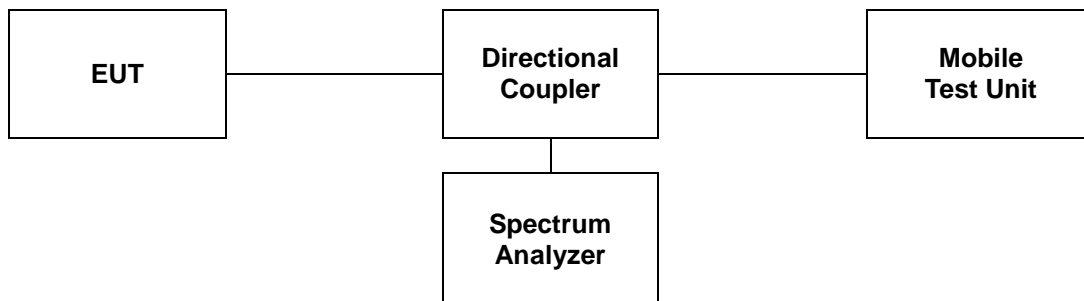 EUT
Directional
Coupler
Mobile
Test Unit
Spectrum
Analyzer